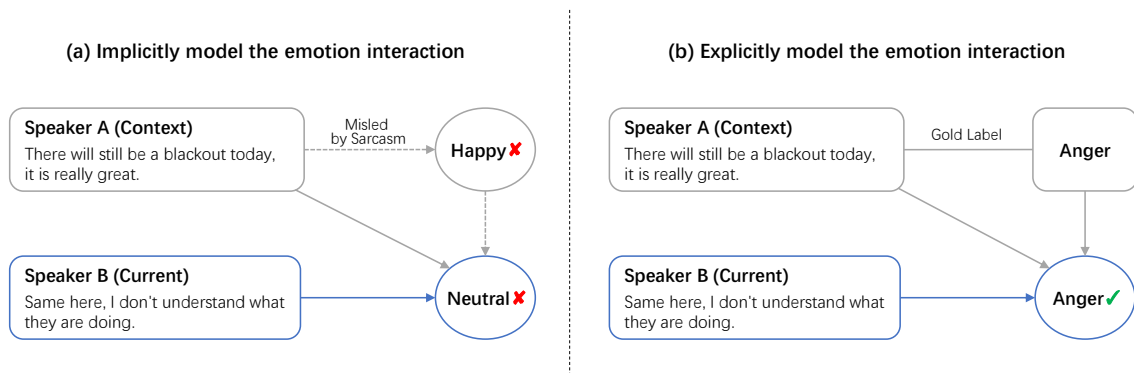 (a) Implicitly model the emotion interaction
Speaker A (Context)
There will still be a blackout today,
it is really great.
Misled
by Sarcasm
Happy
Speaker B (Current)
Same here, I don't understand what
they are doing.
Neutral
(b) Explicitly model the emotion interaction
Speaker A (Context)
There will still be a blackout today,
it is really great.
Gold Label
Anger
Speaker B (Current)
Same here, I don't understand what
they are doing.
Anger